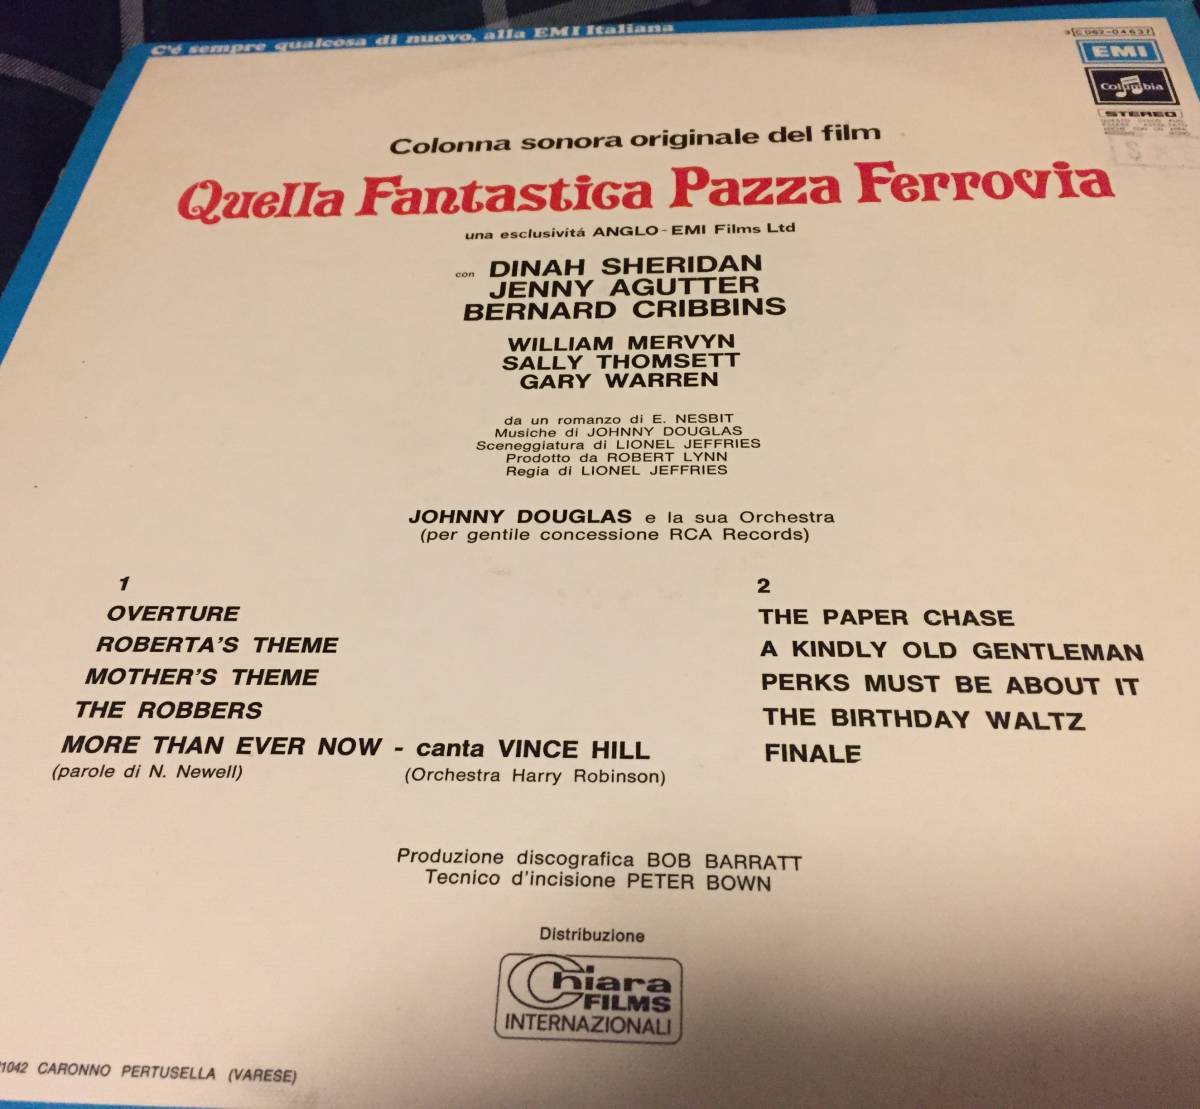 C'é sempre qualcosa di nuovo, alla EMI Italiana
3C 062-04637
EMI
Columbia
STEREO
Colonna sonora originale del film
Quella Fantastica Pazza Ferrovia
una esclusivitá ANGLO-EMI Films Ltd
con DINAH SHERIDAN
JENNY AGUTTER
BERNARD CRIBBINS
WILLIAM MERVYN
SALLY THOMSETT
GARY WARREN
da un romanzo di E. NESBIT
Musiche di JOHNNY DOUGLAS
Sceneggiatura di LIONEL JEFFRIES
Prodotto da ROBERT LYNN
Regia di LIONEL JEFFRIES
JOHNNY DOUGLAS e la sua Orchestra
(per gentile concessione RCA Records)
1
OVERTURE
ROBERTA'S THEME
MOTHER'S THEME
THE ROBBERS
MORE THAN EVER NOW - canta VINCE HILL
(parole di N. Newell) (Orchestra Harry Robinson)
2
THE PAPER CHASE
A KINDLY OLD GENTLEMAN
PERKS MUST BE ABOUT IT
THE BIRTHDAY WALTZ
FINALE
Produzione discografica BOB BARRATT
Tecnico d'incisione PETER BOWN
Distribuzione
Chiara
FILMS
INTERNAZIONALI
1042 CARONNO PERTUSELLA (VARESE)